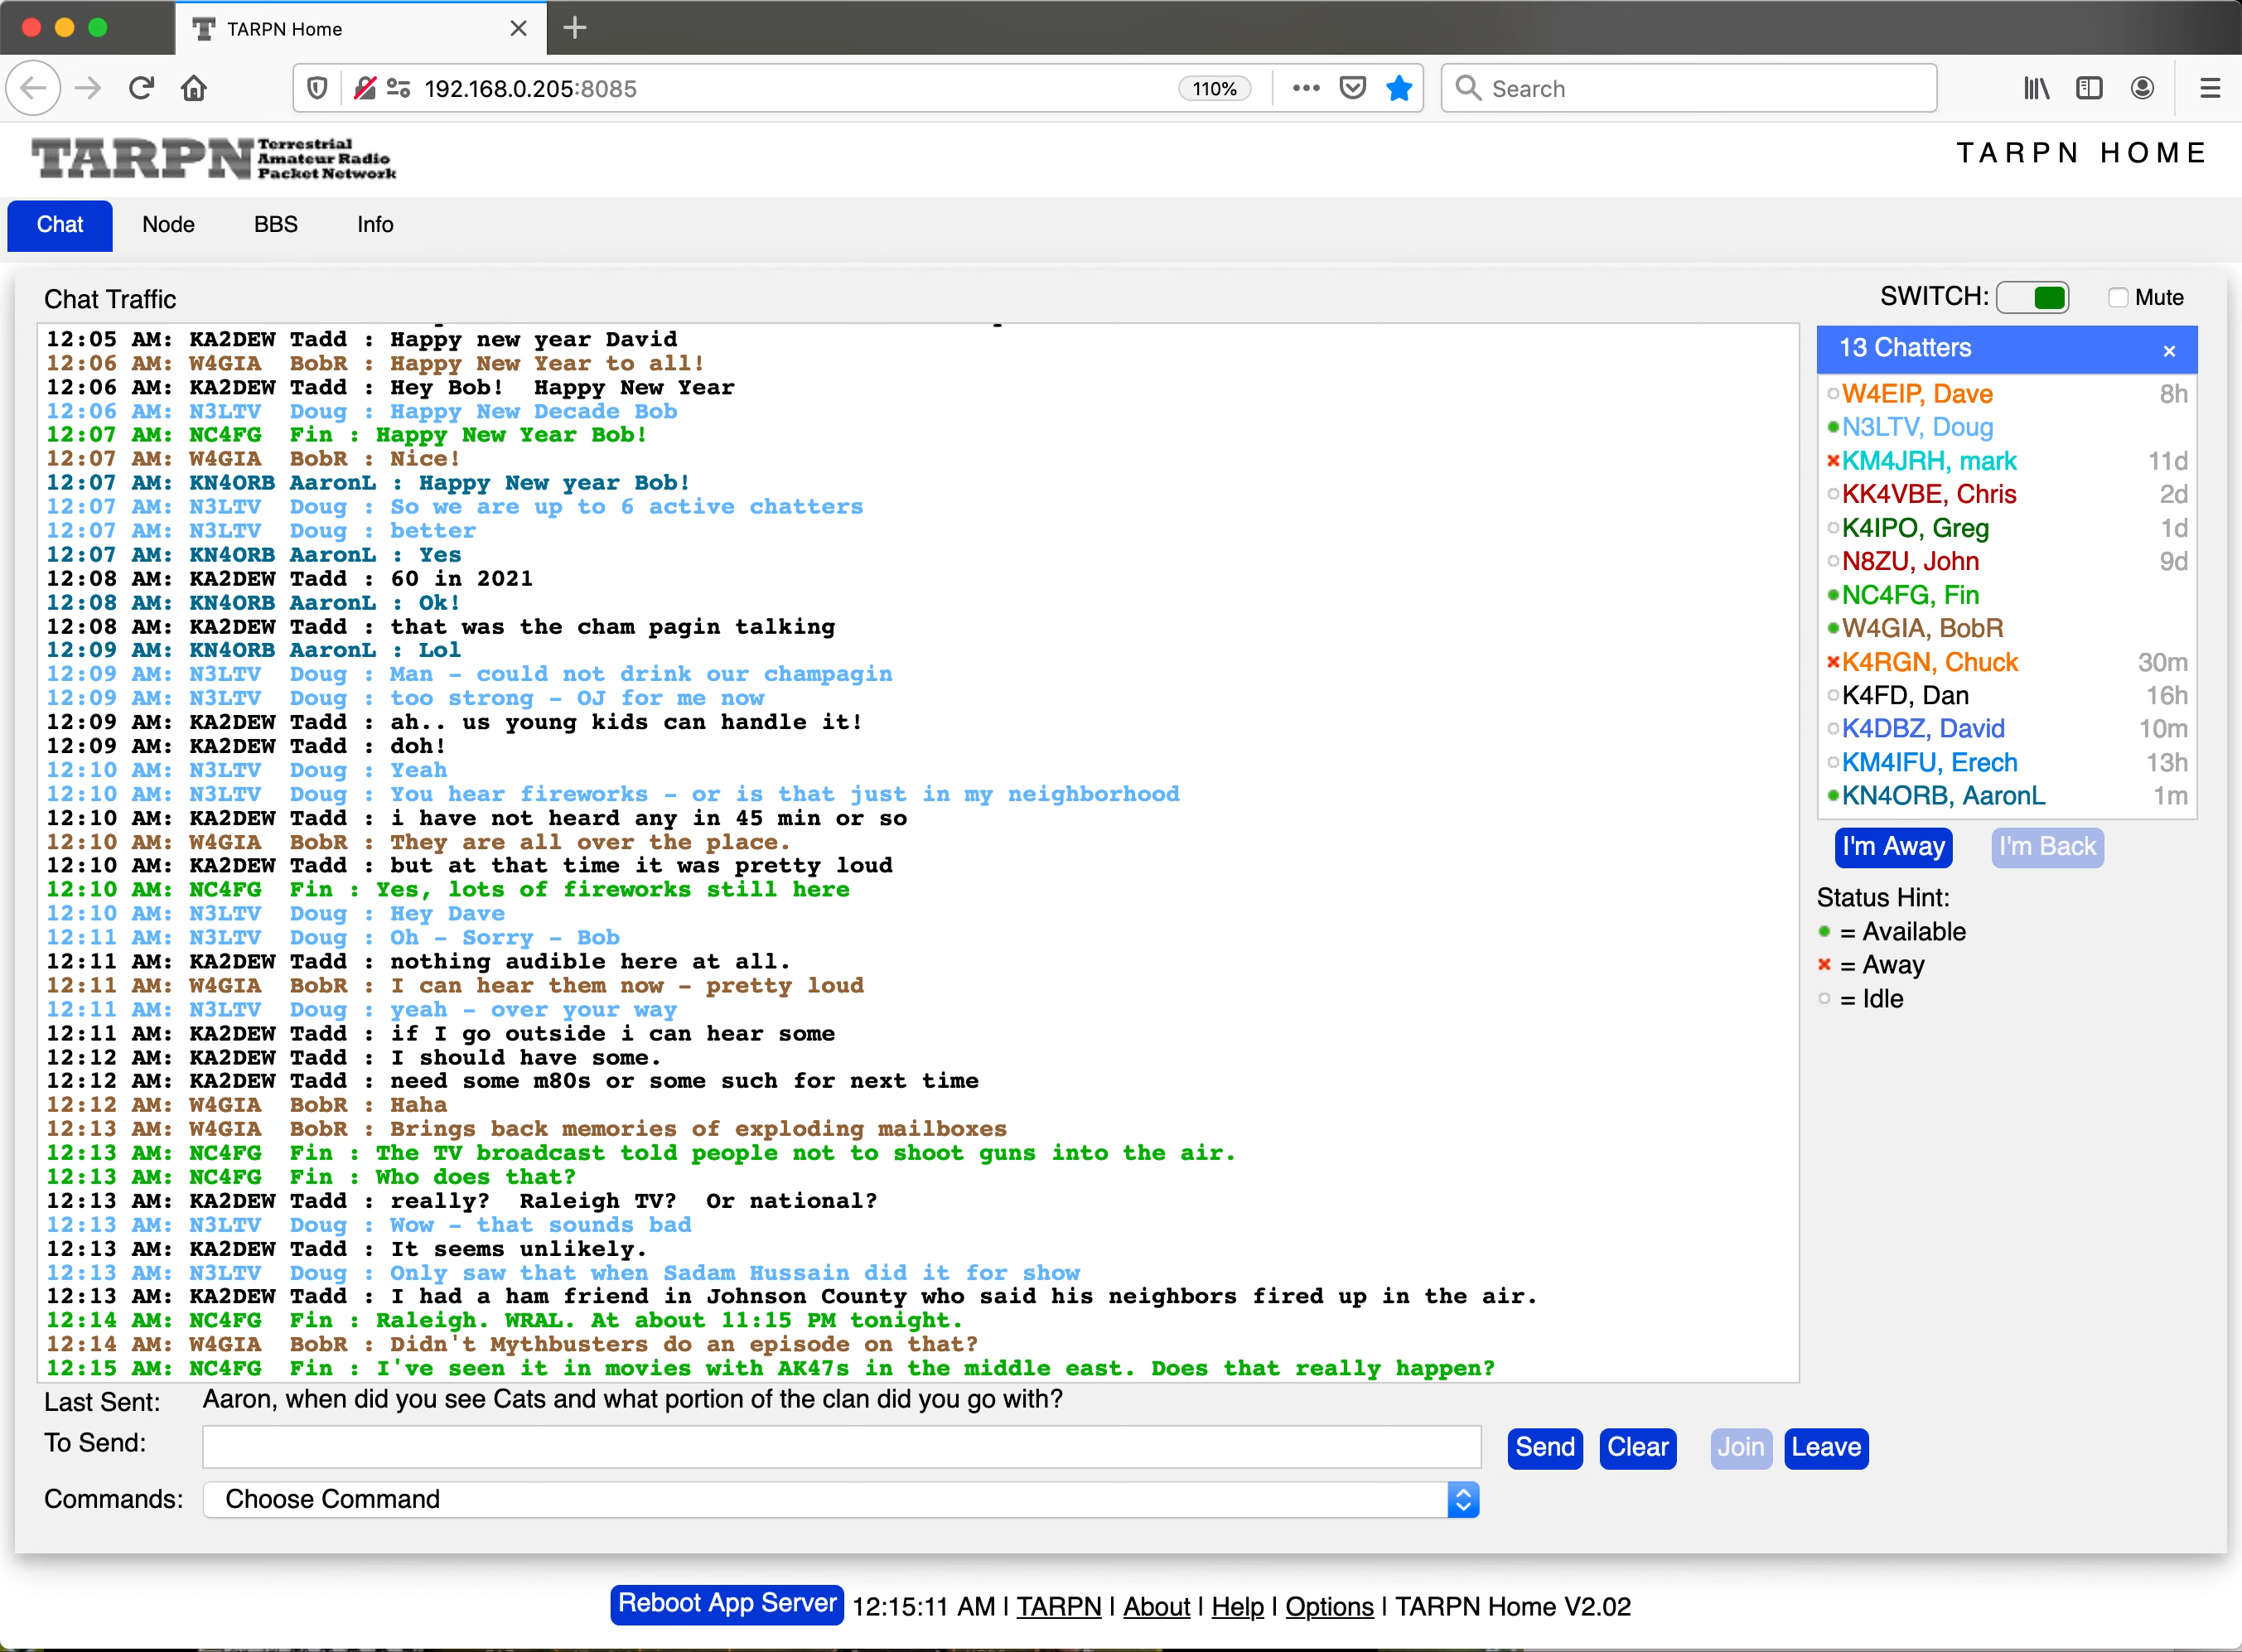 TARPN Home
192.168.0.205:8085
110%
Search
TARPN Terrestrial
Amateur Radio
Packet Network
TARPN HOME
Chat Node BBS Info
Chat Traffic
SWITCH: Mute
12:05 AM: KA2DEW Tadd : Happy new year David
12:06 AM: W4GIA BobR : Happy New Year to all!
12:06 AM: KA2DEW Tadd : Hey Bob! Happy New Year
12:06 AM: N3LTV Doug : Happy New Decade Bob
12:07 AM: NC4FG Fin : Happy New Year Bob!
12:07 AM: W4GIA BobR : Nice!
12:07 AM: KN4ORB AaronL : Happy New year Bob!
12:07 AM: N3LTV Doug : So we are up to 6 active chatters
12:07 AM: N3LTV Doug : better
12:07 AM: KN4ORB AaronL : Yes
12:08 AM: KA2DEW Tadd : 60 in 2021
12:08 AM: KN4ORB AaronL : Ok!
12:08 AM: KA2DEW Tadd : that was the cham pagin talking
12:09 AM: KN4ORB AaronL : Lol
12:09 AM: N3LTV Doug : Man - could not drink our champagin
12:09 AM: N3LTV Doug : too strong - OJ for me now
12:09 AM: KA2DEW Tadd : ah.. us young kids can handle it!
12:09 AM: KA2DEW Tadd : doh!
12:10 AM: N3LTV Doug : Yeah
12:10 AM: N3LTV Doug : You hear fireworks - or is that just in my neighborhood
12:10 AM: KA2DEW Tadd : i have not heard any in 45 min or so
12:10 AM: W4GIA BobR : They are all over the place.
12:10 AM: KA2DEW Tadd : but at that time it was pretty loud
12:10 AM: NC4FG Fin : Yes, lots of fireworks still here
12:10 AM: N3LTV Doug : Hey Dave
12:11 AM: N3LTV Doug : Oh - Sorry - Bob
12:11 AM: KA2DEW Tadd : nothing audible here at all.
12:11 AM: W4GIA BobR : I can hear them now - pretty loud
12:11 AM: N3LTV Doug : yeah - over your way
12:11 AM: KA2DEW Tadd : if I go outside i can hear some
12:12 AM: KA2DEW Tadd : I should have some.
12:12 AM: KA2DEW Tadd : need some m80s or some such for next time
12:12 AM: W4GIA BobR : Haha
12:13 AM: W4GIA BobR : Brings back memories of exploding mailboxes
12:13 AM: NC4FG Fin : The TV broadcast told people not to shoot guns into the air.
12:13 AM: NC4FG Fin : Who does that?
12:13 AM: KA2DEW Tadd : really? Raleigh TV? Or national?
12:13 AM: N3LTV Doug : Wow - that sounds bad
12:13 AM: KA2DEW Tadd : It seems unlikely.
12:13 AM: N3LTV Doug : Only saw that when Sadam Hussain did it for show
12:13 AM: KA2DEW Tadd : I had a ham friend in Johnson County who said his neighbors fired up in the air.
12:14 AM: NC4FG Fin : Raleigh. WRAL. At about 11:15 PM tonight.
12:14 AM: W4GIA BobR : Didn't Mythbusters do an episode on that?
12:15 AM: NC4FG Fin : I've seen it in movies with AK47s in the middle east. Does that really happen?
13 Chatters ×
W4EIP, Dave 8h
N3LTV, Doug
KM4JRH, mark 11d
KK4VBE, Chris 2d
K4IPO, Greg 1d
N8ZU, John 9d
NC4FG, Fin
W4GIA, BobR
K4RGN, Chuck 30m
K4FD, Dan 16h
K4DBZ, David 10m
KM4IFU, Erech 13h
KN4ORB, AaronL 1m
I'm Away I'm Back
Status Hint:
= Available
= Away
= Idle
Last Sent: Aaron, when did you see Cats and what portion of the clan did you go with?
To Send: Send Clear Join Leave
Commands: Choose Command
Reboot App Server 12:15:11 AM | TARPN | About | Help | Options | TARPN Home V2.02